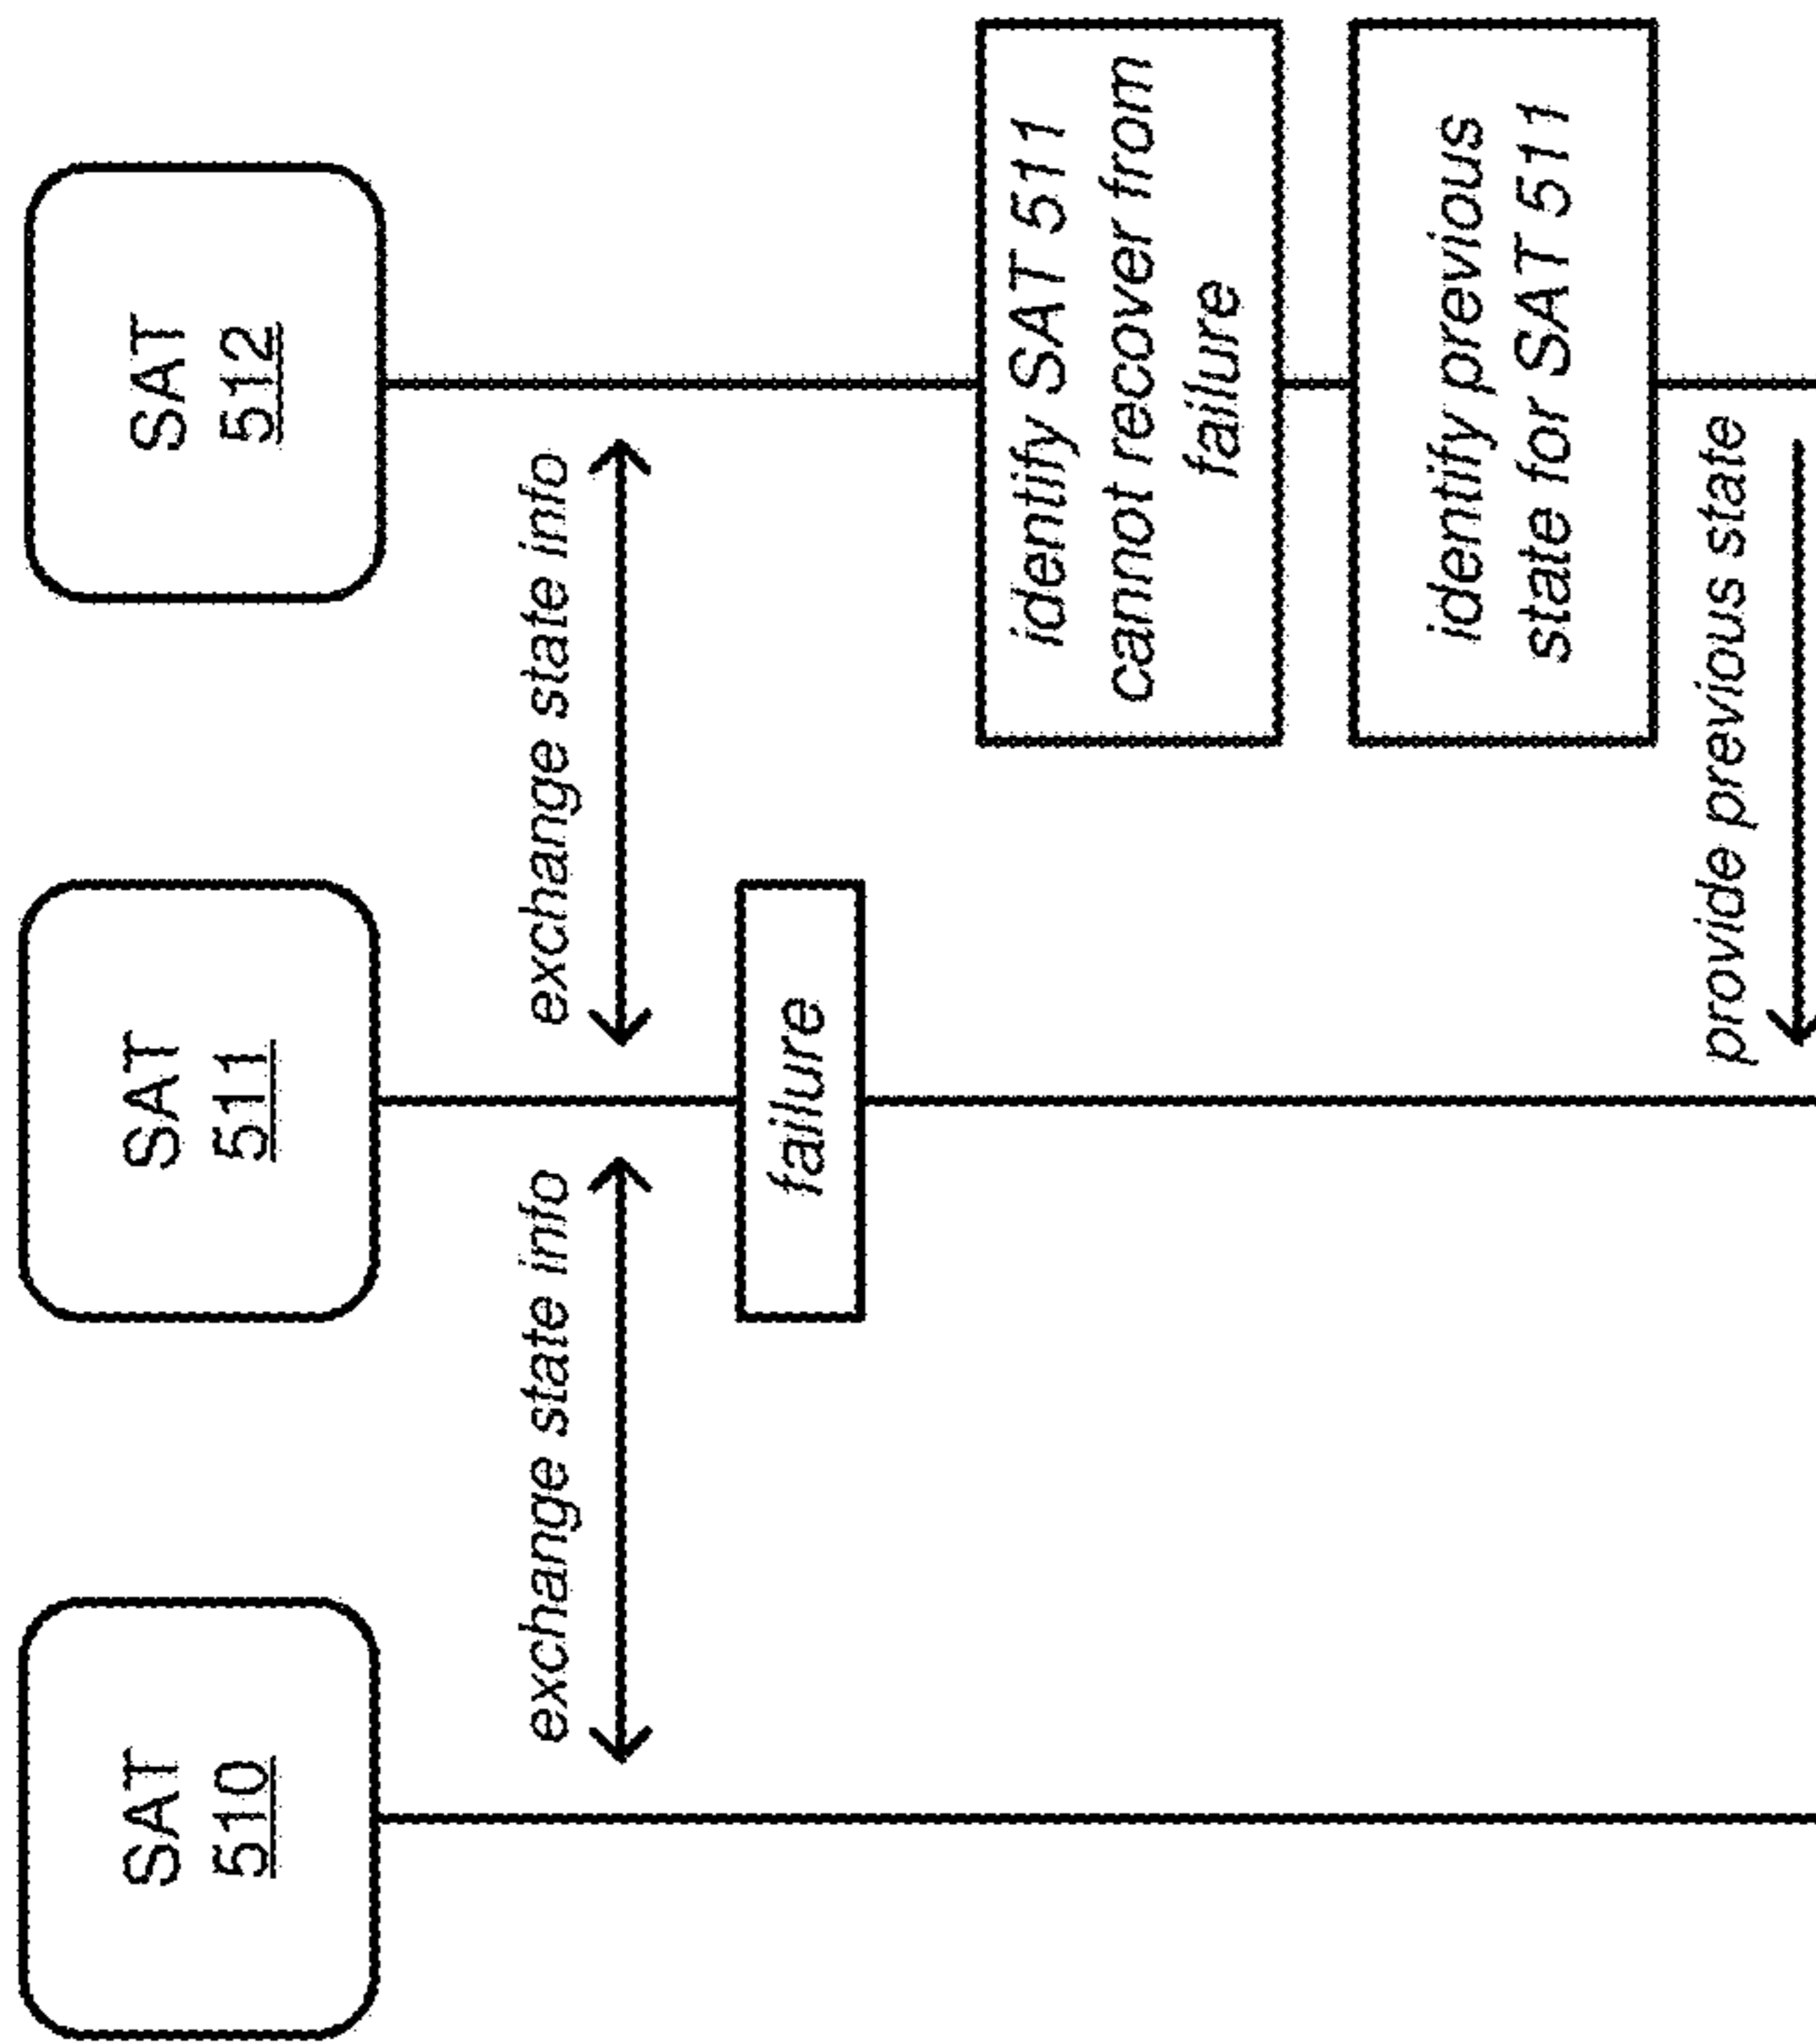 SAT
510
SAT
511
SAT
512
exchange state info
exchange state info
failure
identify SAT 511
cannot recover from
failure
identify previous
state for SAT 511
provide previous state